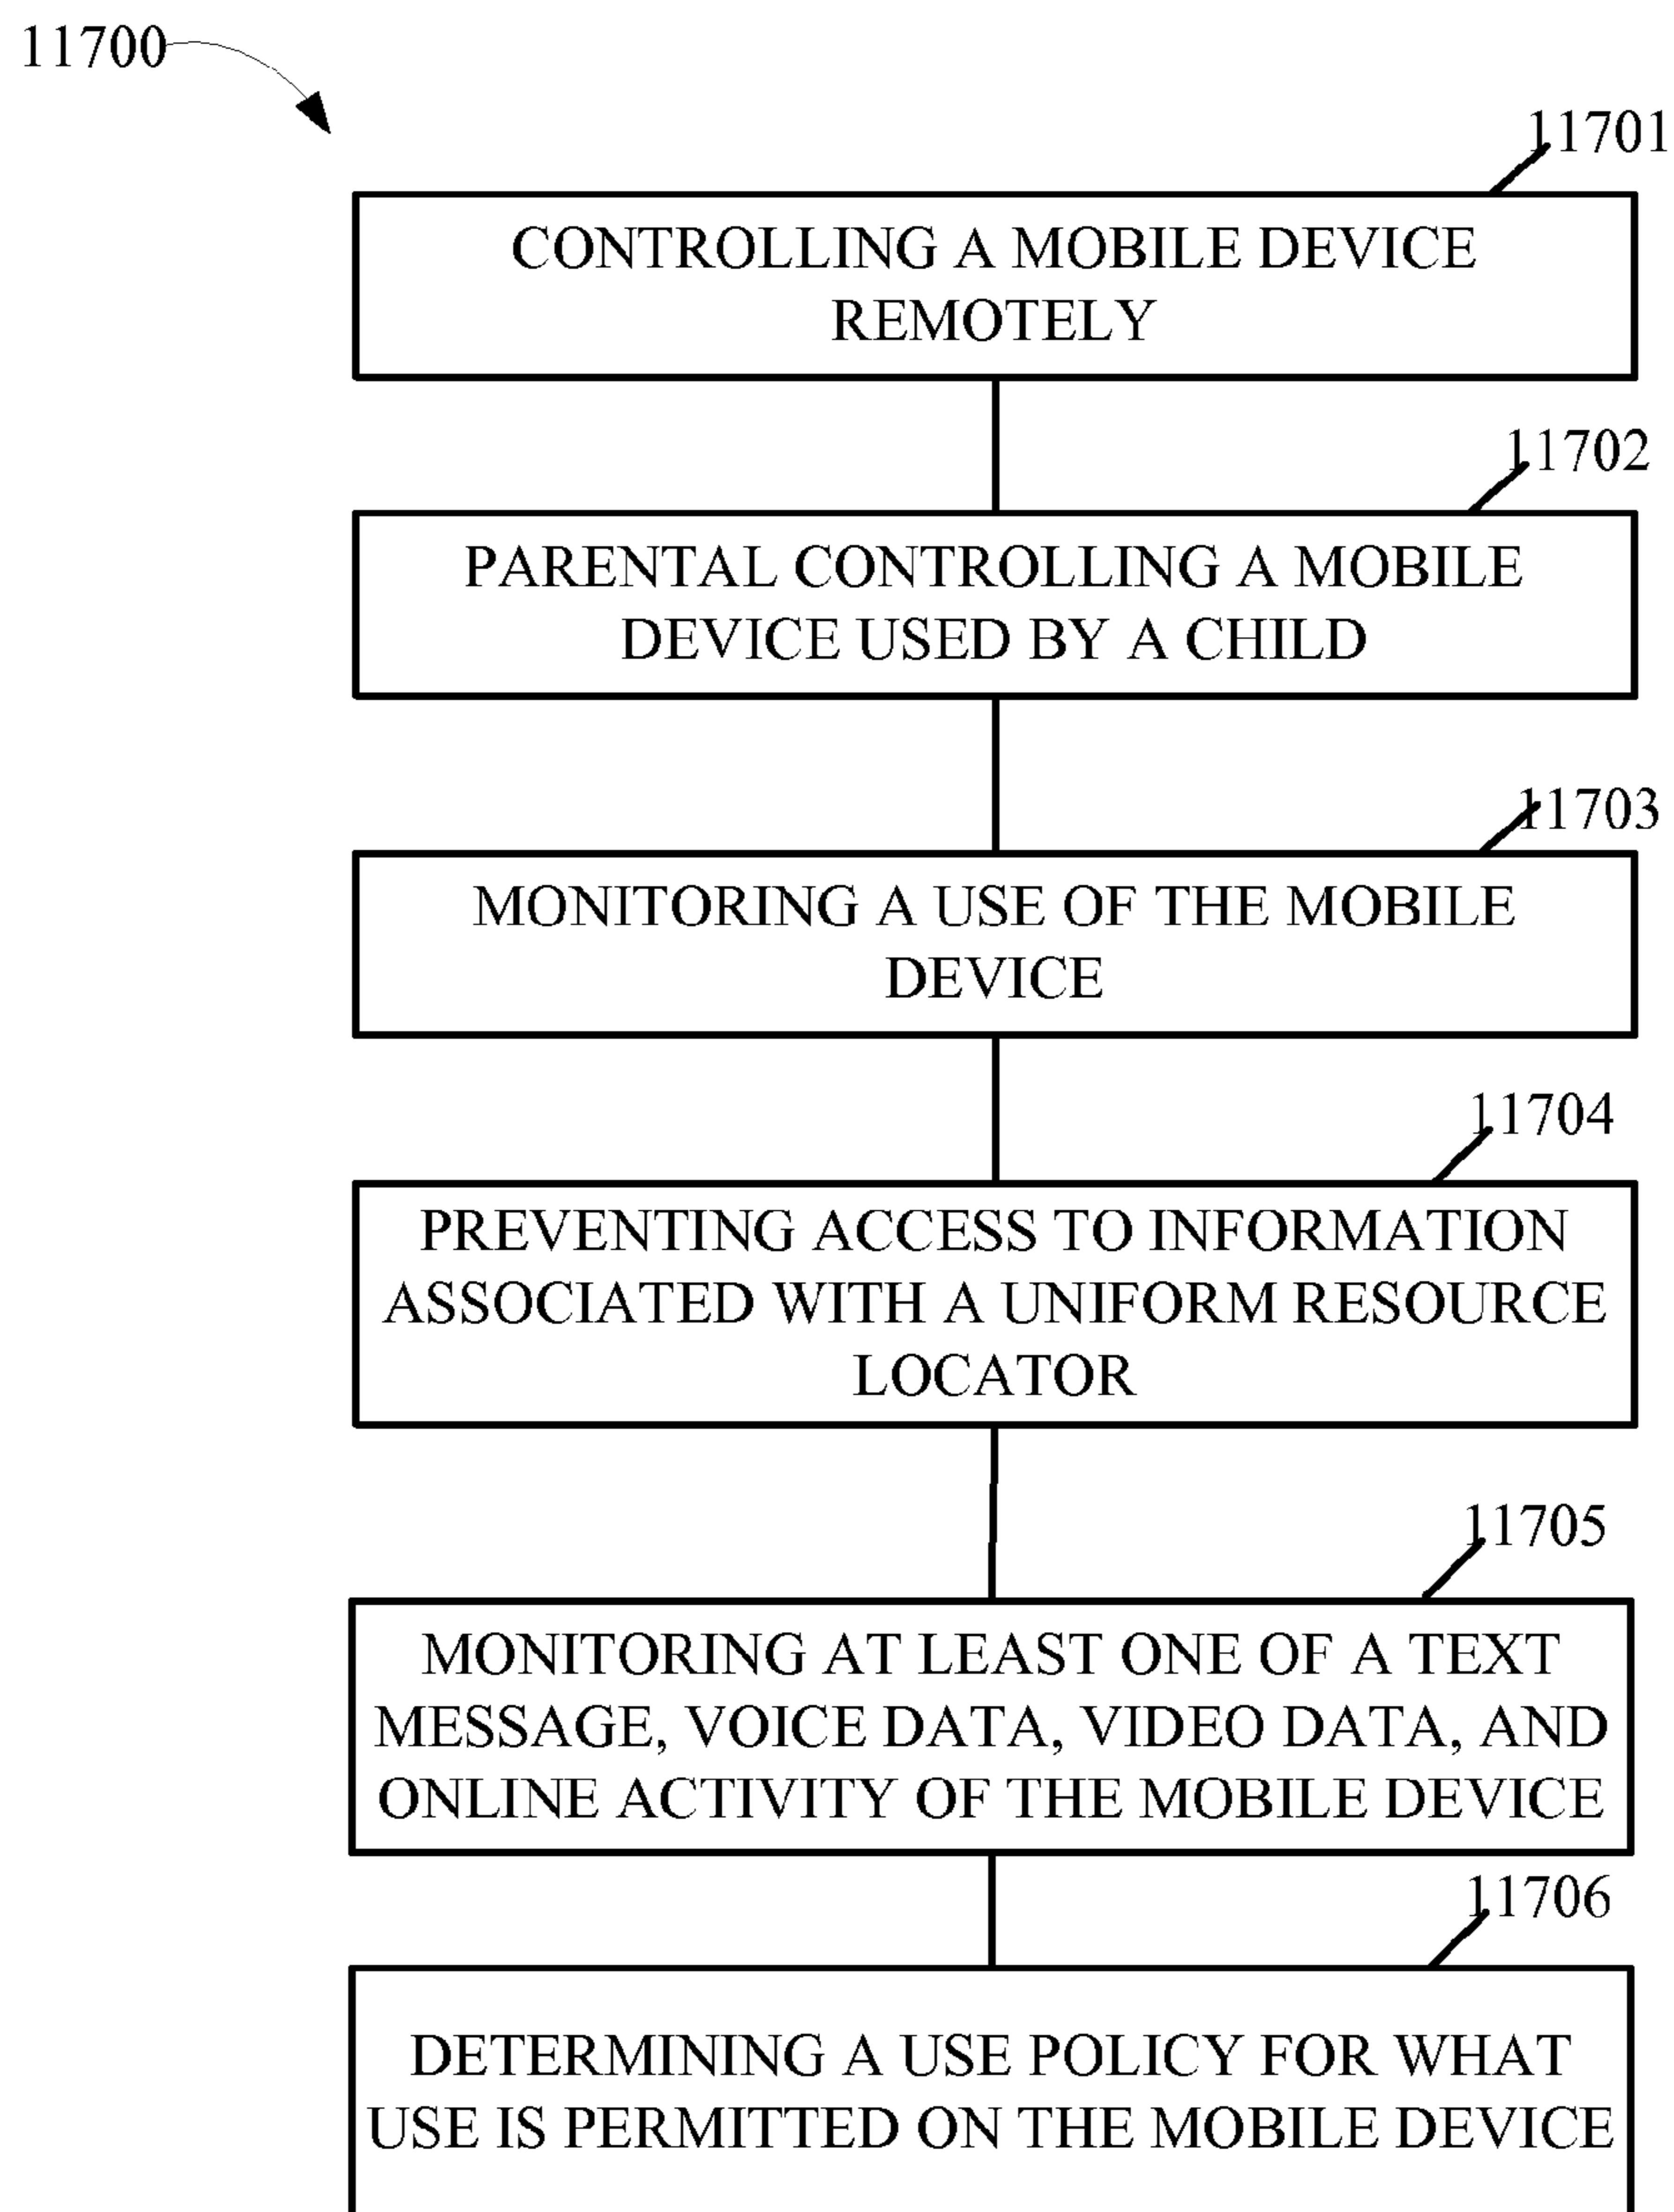 11700
11701
CONTROLLING A MOBILE DEVICE
REMOTELY
11702
PARENTAL CONTROLLING A MOBILE
DEVICE USED BY A CHILD
11703
MONITORING A USE OF THE MOBILE
DEVICE
11704
PREVENTING ACCESS TO INFORMATION
ASSOCIATED WITH A UNIFORM RESOURCE
LOCATOR
11705
MONITORING AT LEAST ONE OF A TEXT
MESSAGE, VOICE DATA, VIDEO DATA, AND
ONLINE ACTIVITY OF THE MOBILE DEVICE
11706
DETERMINING A USE POLICY FOR WHAT
USE IS PERMITTED ON THE MOBILE DEVICE